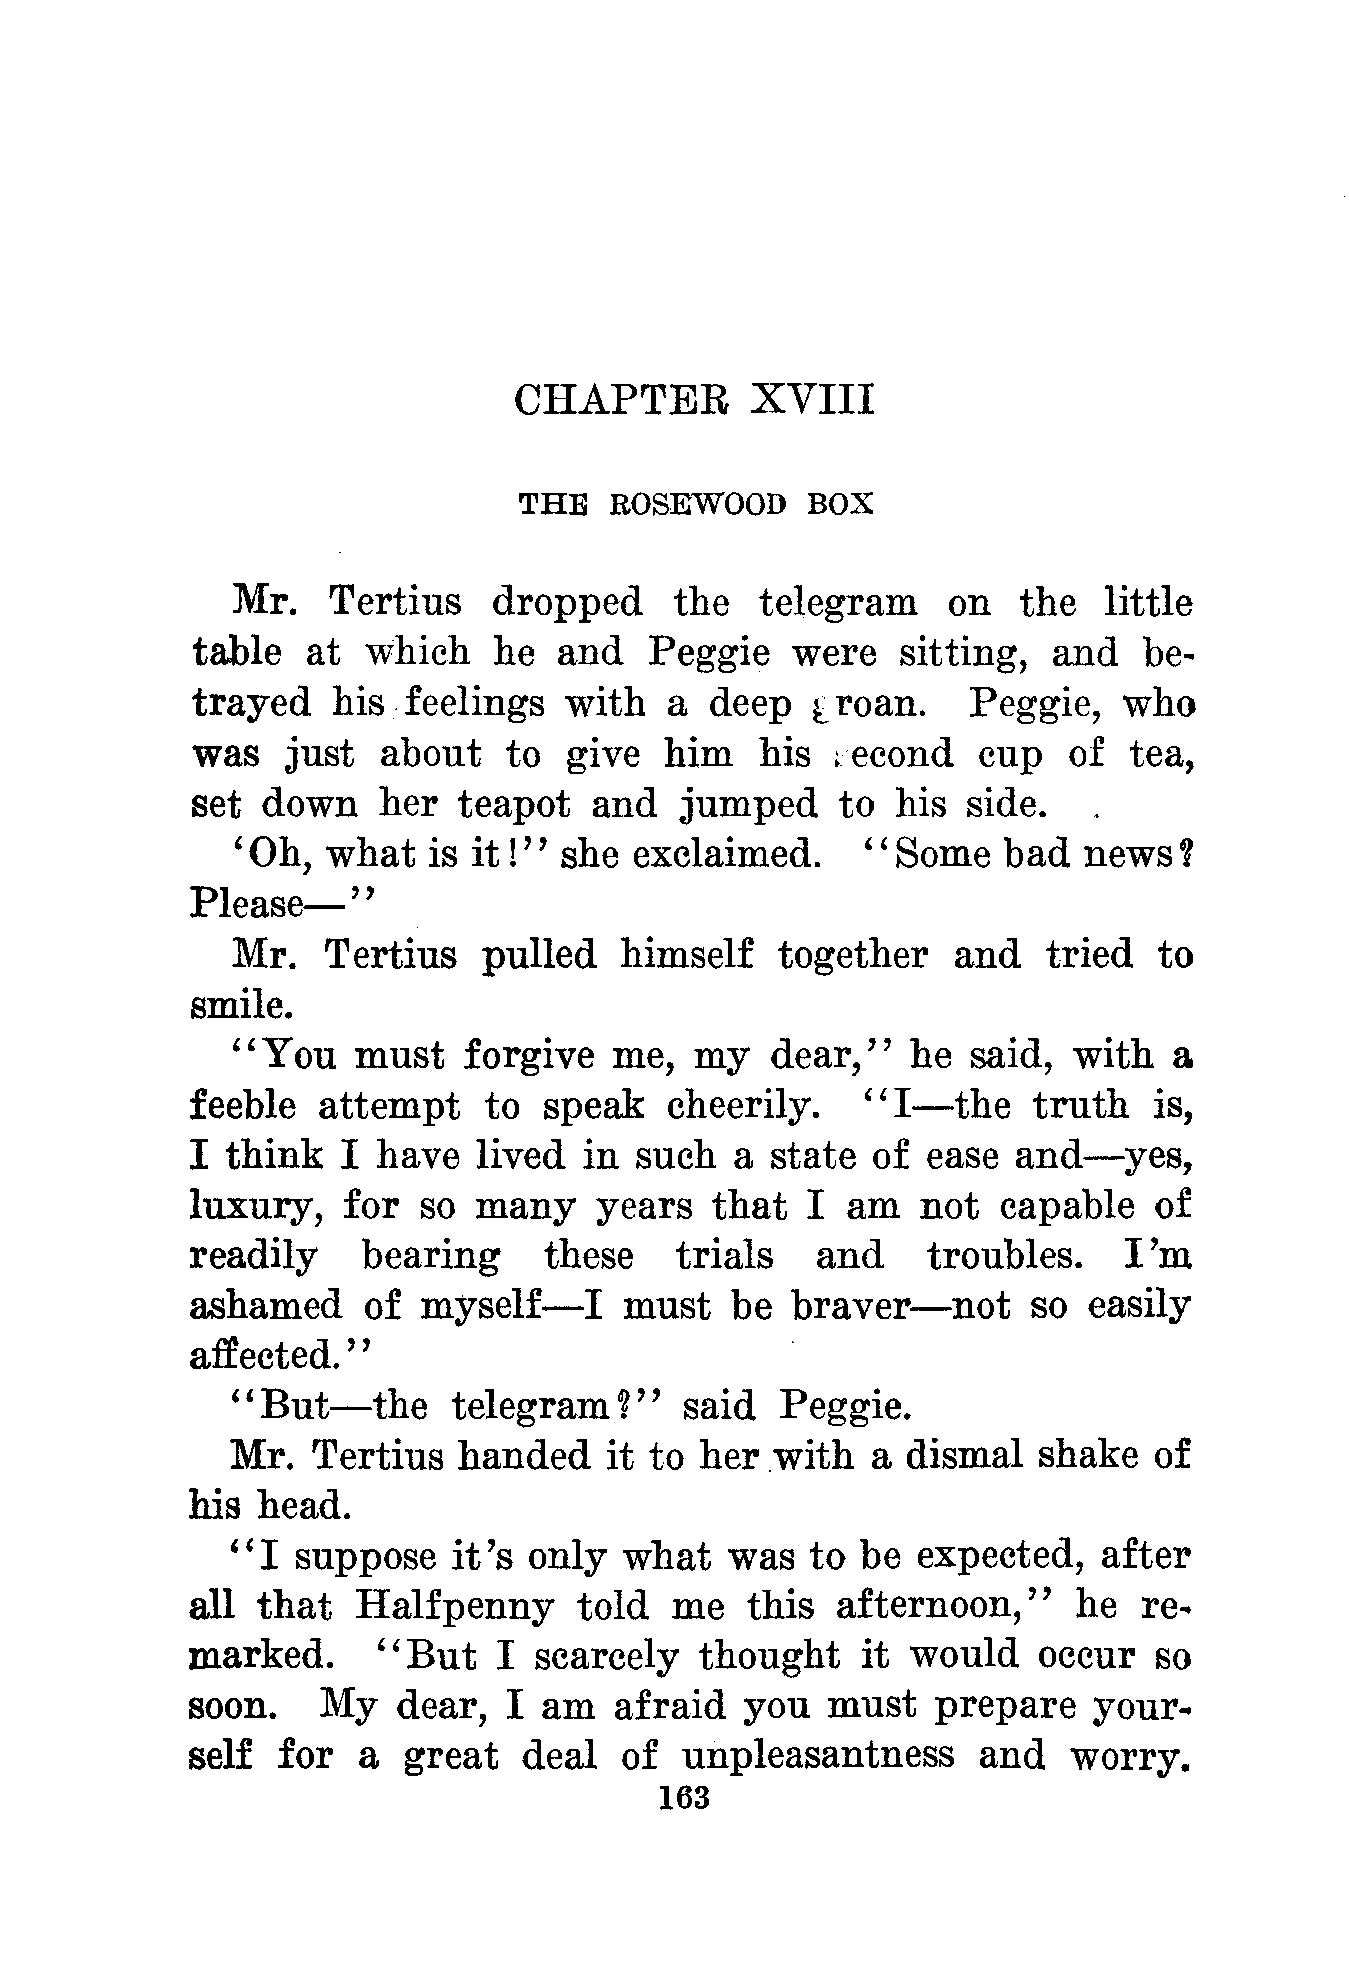 CHAPTER XVIII
THE ROSEWOOD BOX
Mr. Tertius dropped the telegram on the little
table at which he and Peggie were sitting, and be-
trayed his feelings with a deep groan. Peggie, who
was just about to give him his second cup of tea,
set down her teapot and jumped to his side.
'Oh, what is it!" she exclaimed. "Some bad news?
Please—"
Mr. Tertius pulled himself together and tried to
smile.
"You must forgive me, my dear," he said, with a
feeble attempt to speak cheerily. "I—the truth is,
I think I have lived in such a state of ease and—yes,
luxury, for so many years that I am not capable of
readily bearing these trials and troubles. I'm
ashamed of myself—I must be braver—not so easily
affected."
"But—the telegram?" said Peggie.
Mr. Tertius handed it to her with a dismal shake of
his head.
"I suppose it's only what was to be expected, after
all that Halfpenny told me this afternoon," he re-
marked. "But I scarcely thought it would occur so
soon. My dear, I am afraid you must prepare your-
self for a great deal of unpleasantness and worry.
163